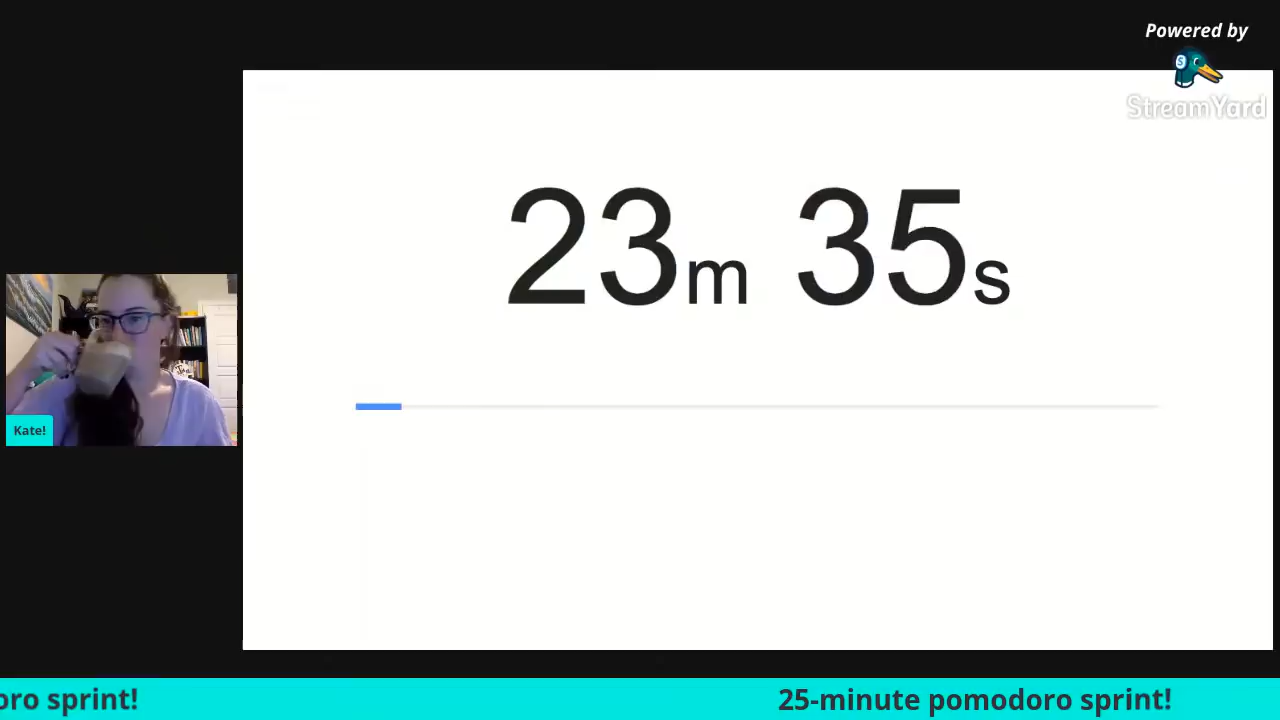 Powered by
StreamYard
23m 35s
Kate!
oro sprint!
25-minute pomodoro sprint!